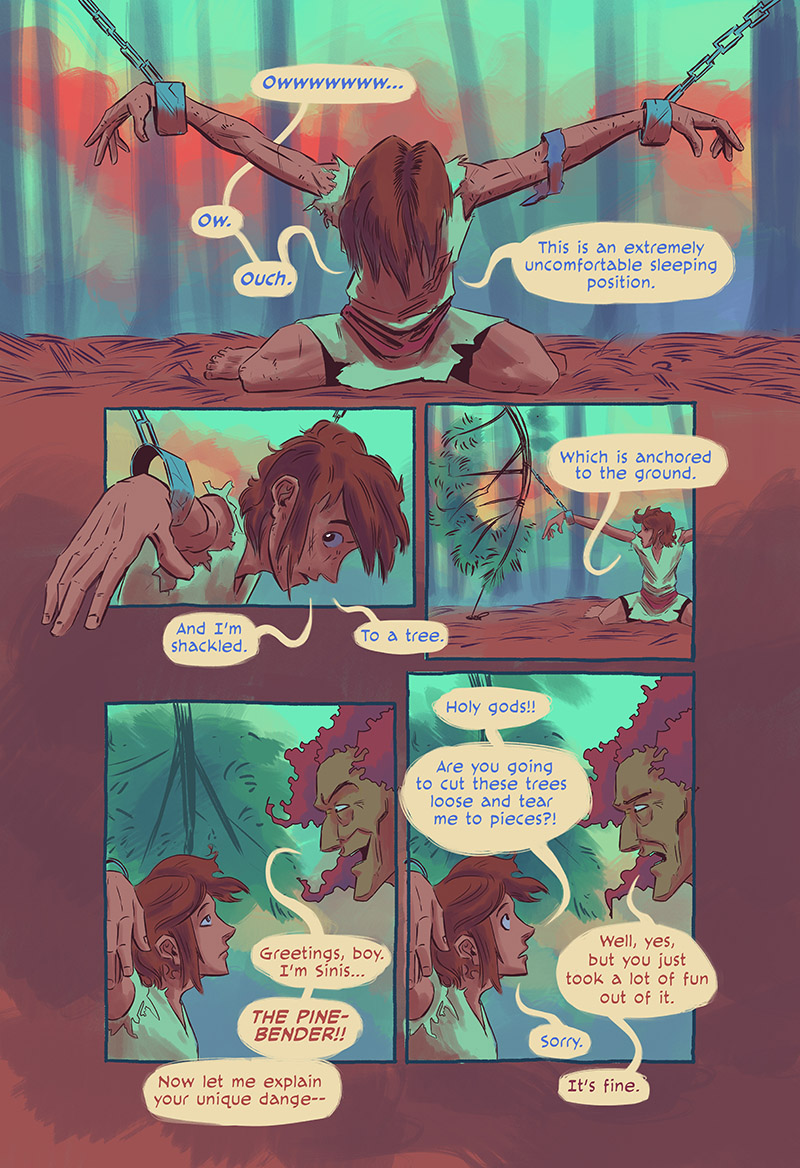 Owwwwwww...
Ow.
Ouch.
This is an extremely
uncomfortable sleeping
position.
And I'm
shackled.
To a tree.
Which is anchored
to the ground.
Greetings, boy.
I'm Sinis...
THE PINE-
BENDER!!
Now let me explain
your unique dange--
Holy gods!!
Are you going
to cut these trees
loose and tear
me to pieces?!
Well, yes,
but you just
took a lot of fun
out of it.
Sorry.
It's fine.